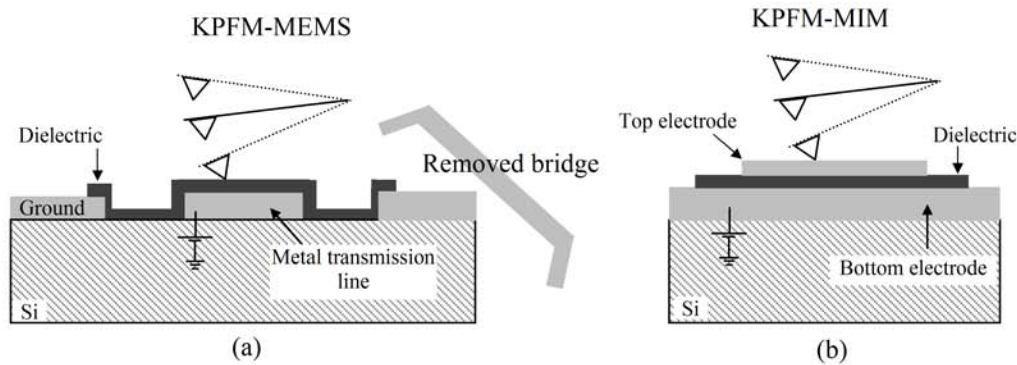 KPFM-MEMS
Dielectric
Removed bridge
Ground
Metal transmission
line
Si
(a)
KPFM-MIM
Top electrode
Dielectric
Bottom electrode
Si
(b)